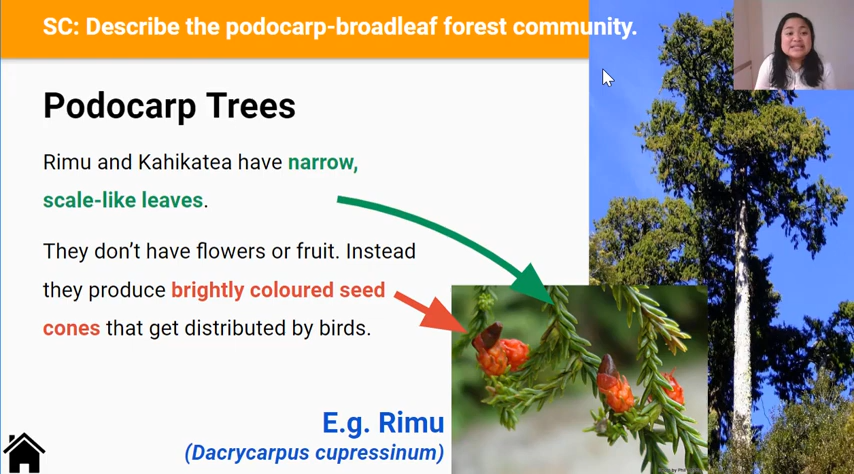 SC: Describe the podocarp-broadleaf forest community.
Podocarp Trees
Rimu and Kahikatea have narrow,
scale-like leaves.
They don't have flowers or fruit. Instead
they produce brightly coloured seed
cones that get distributed by birds.
E.g. Rimu
(Dacrycarpus cupressinum)